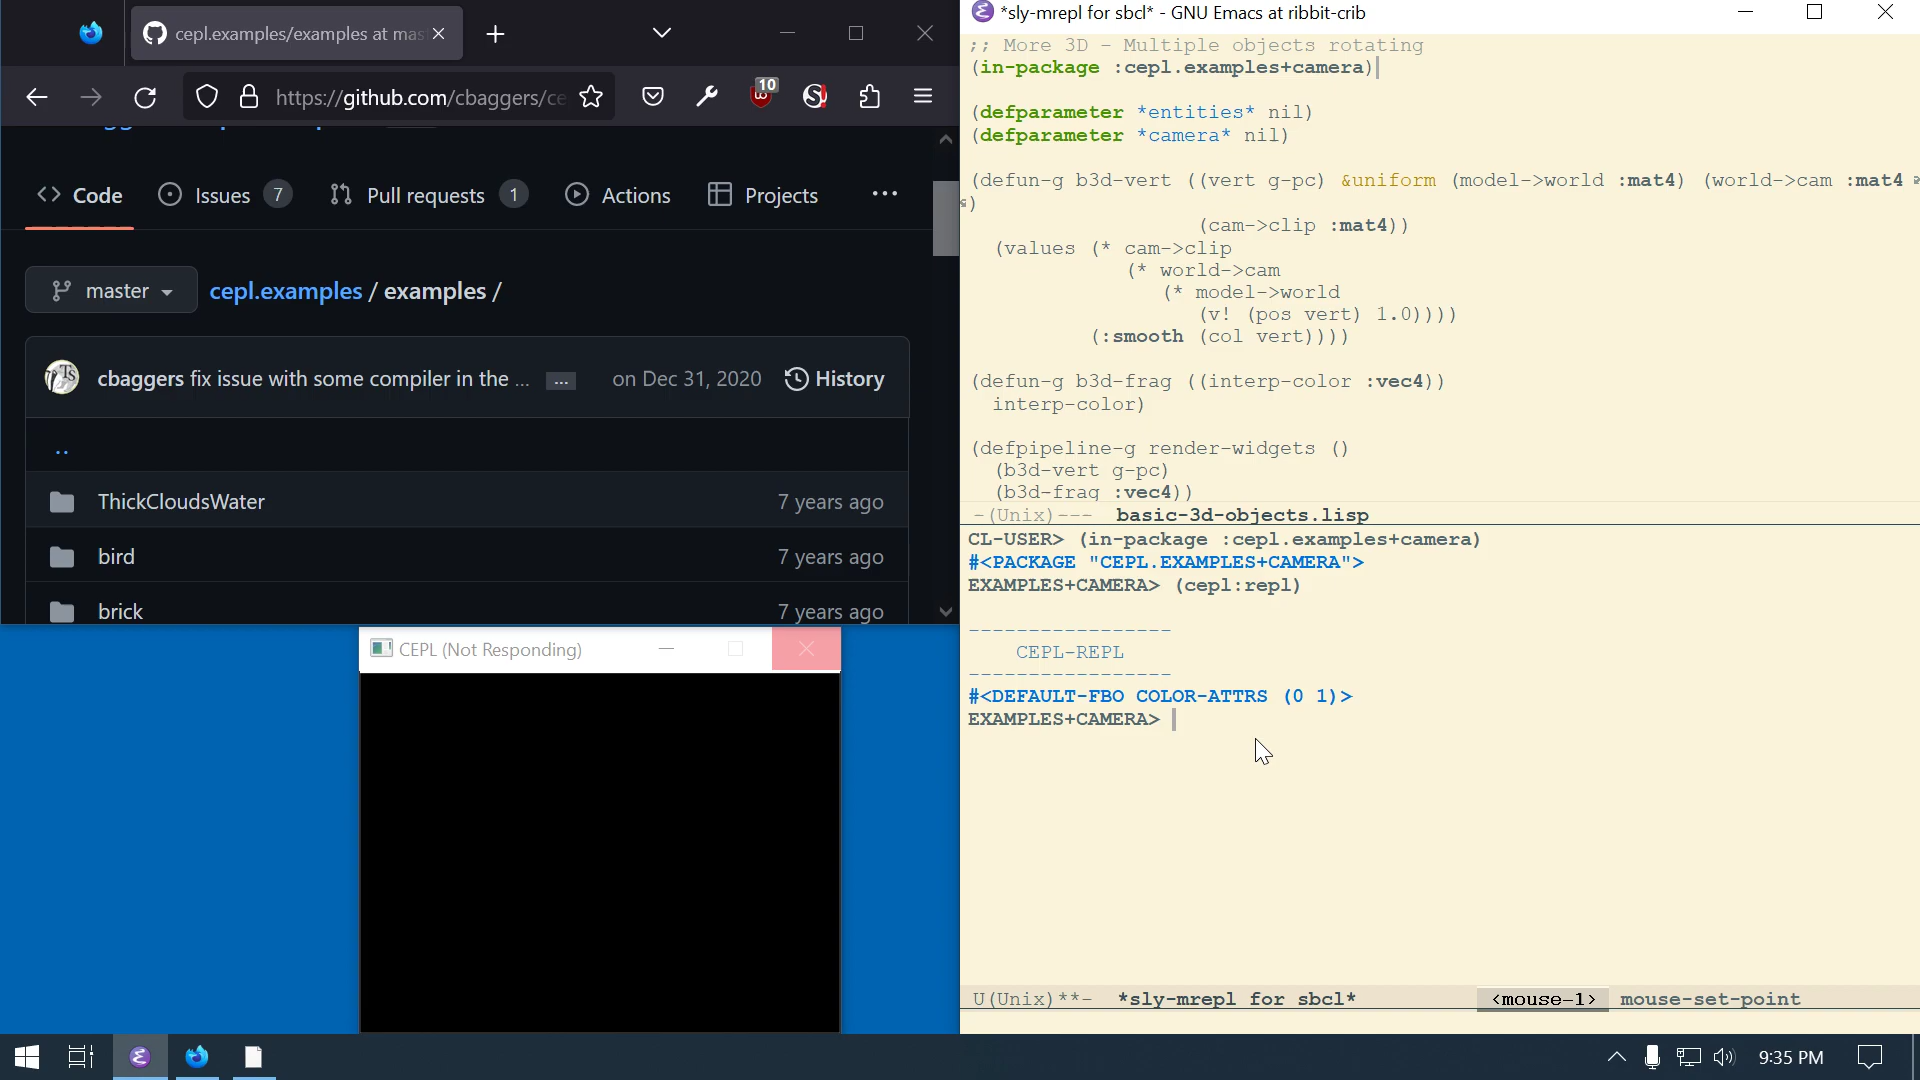 cepl.examples/examples at mas
https://github.com/cbaggers/ce
10
Code
Issues 7
Pull requests 1
Actions
Projects
master
cepl.examples / examples /
cbaggers fix issue with some compiler in the ... ... on Dec 31, 2020 History
..
ThickCloudsWater 7 years ago
bird 7 years ago
brick 7 years ago
CEPL (Not Responding)
*sly-mrepl for sbcl* - GNU Emacs at ribbit-crib
;; More 3D - Multiple objects rotating
(in-package :cepl.examples+camera)
(defparameter *entities* nil)
(defparameter *camera* nil)
(defun-g b3d-vert ((vert g-pc) &uniform (model->world :mat4) (world->cam :mat4
)
(cam->clip :mat4))
(values (* cam->clip
(* world->cam
(* model->world
(v! (pos vert) 1.0))))
(:smooth (col vert))))
(defun-g b3d-frag ((interp-color :vec4))
interp-color)
(defpipeline-g render-widgets ()
(b3d-vert g-pc)
(b3d-frag :vec4))
-(Unix)--- basic-3d-objects.lisp
CL-USER> (in-package :cepl.examples+camera)
#<PACKAGE "CEPL.EXAMPLES+CAMERA">
EXAMPLES+CAMERA> (cepl:repl)
-----------------
CEPL-REPL
-----------------
#<DEFAULT-FBO COLOR-ATTRS (0 1)>
EXAMPLES+CAMERA>
U(Unix)**- *sly-mrepl for sbcl* <mouse-1> mouse-set-point
9:35 PM